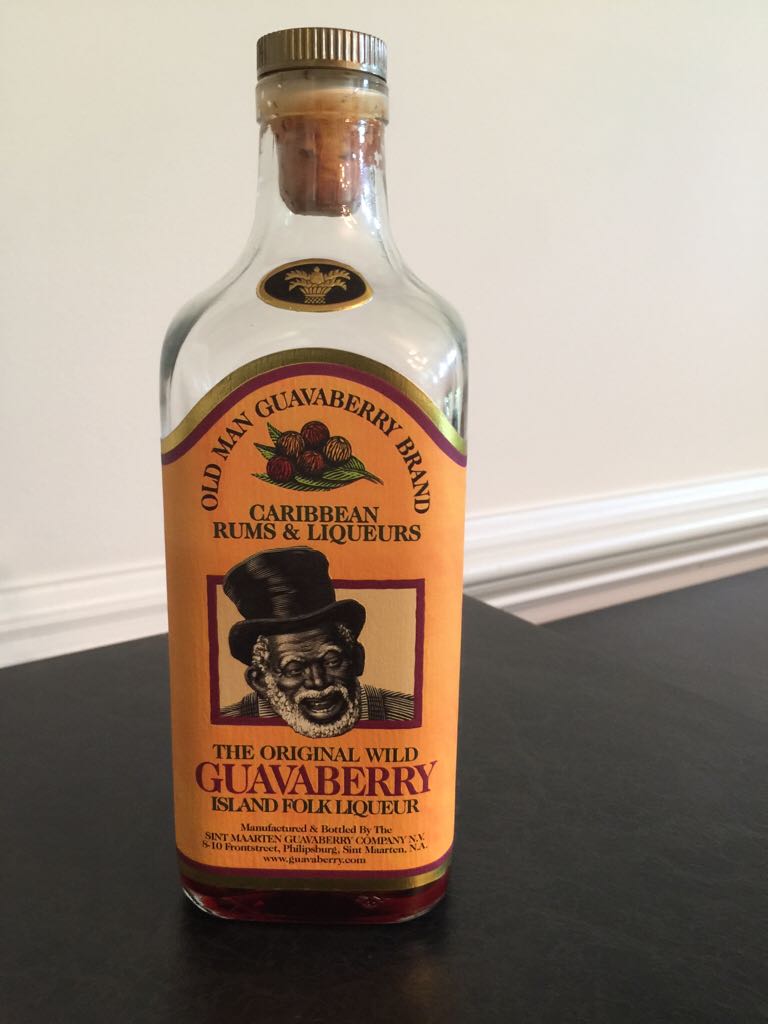 OLD MAN GUAVABERRY BRAND
CARIBBEAN
RUMS & LIQUEURS
THE ORIGINAL WILD
GUAVABERRY
ISLAND FOLK LIQUEUR
Manufactured & Bottled By The
SINT MAARTEN GUAVABERRY COMPANY N.V.
8-10 Frontstreet, Philipsburg, Sint Maarten, N.A.
www.guavaberry.com